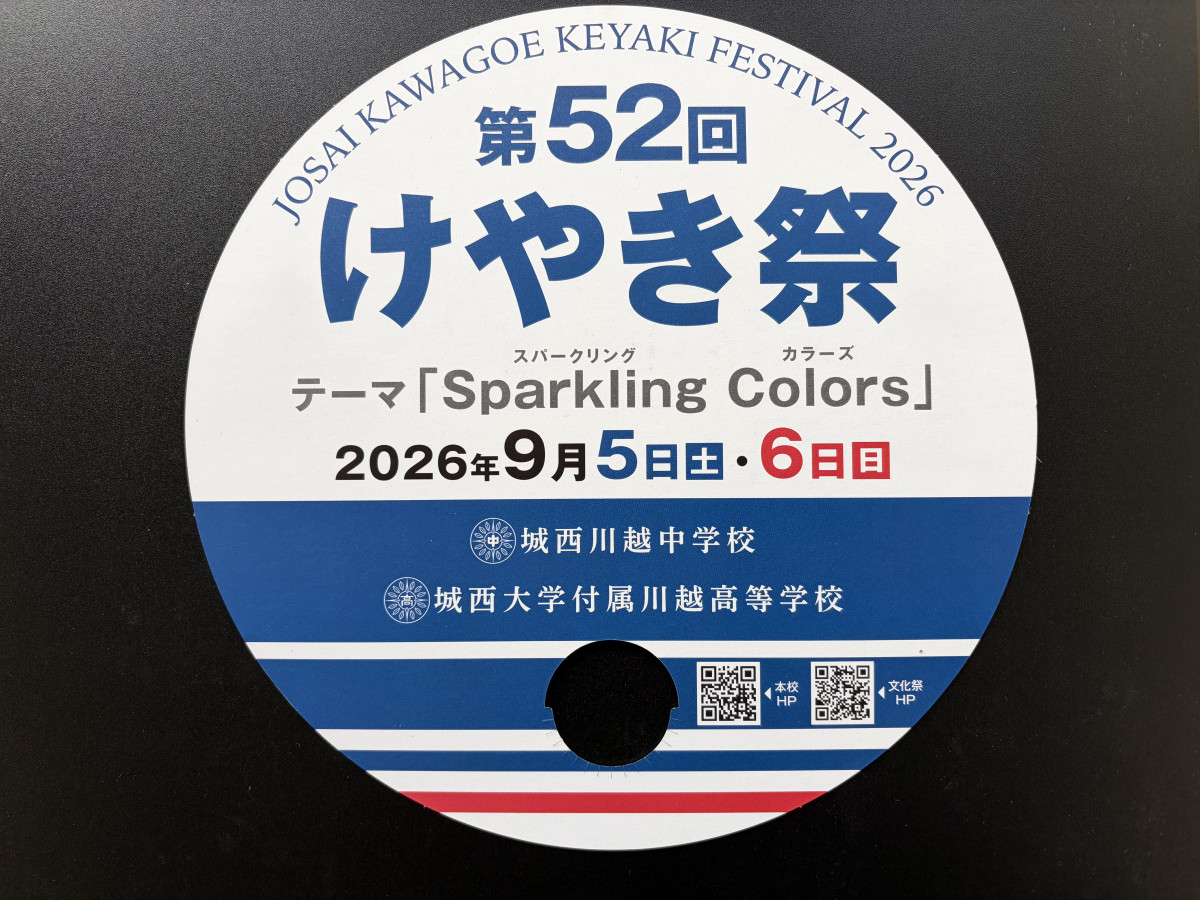 JOSAI KAWAGOE KEYAKI FESTIVAL 2026
第52回
けやき祭
スパークリング カラーズ
テーマ「Sparkling Colors」
2026年9月5日土・6日日
中 城西川越中学校
高 城西大学付属川越高等学校
本校
HP
文化祭
HP